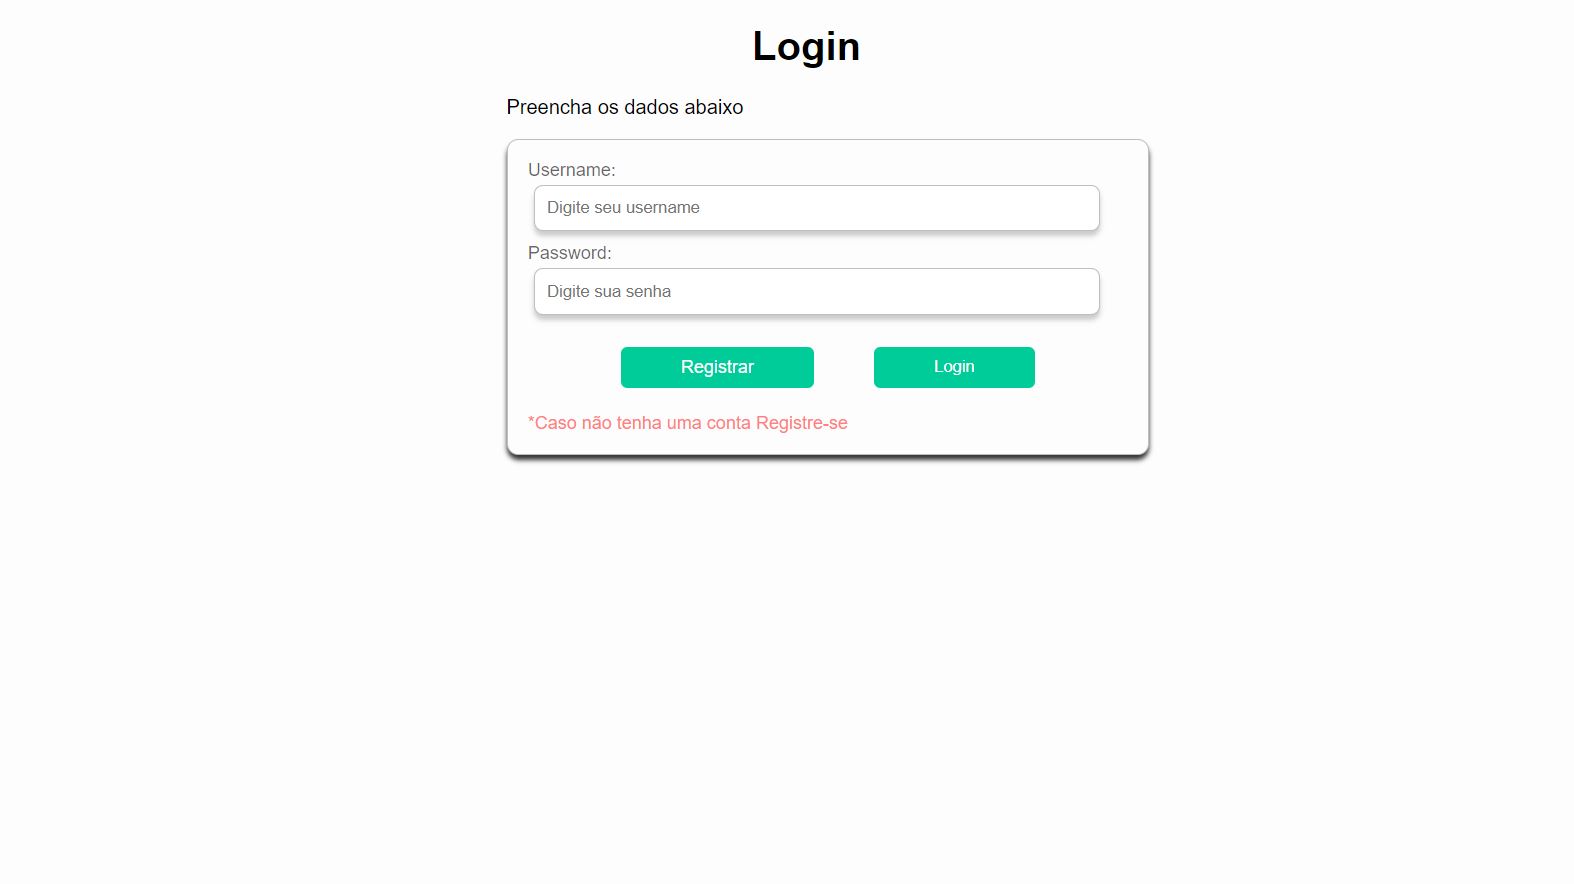 Login
Preencha os dados abaixo
Username:
Digite seu username
Password:
Digite sua senha
Registrar
Login
*Caso não tenha uma conta Registre-se